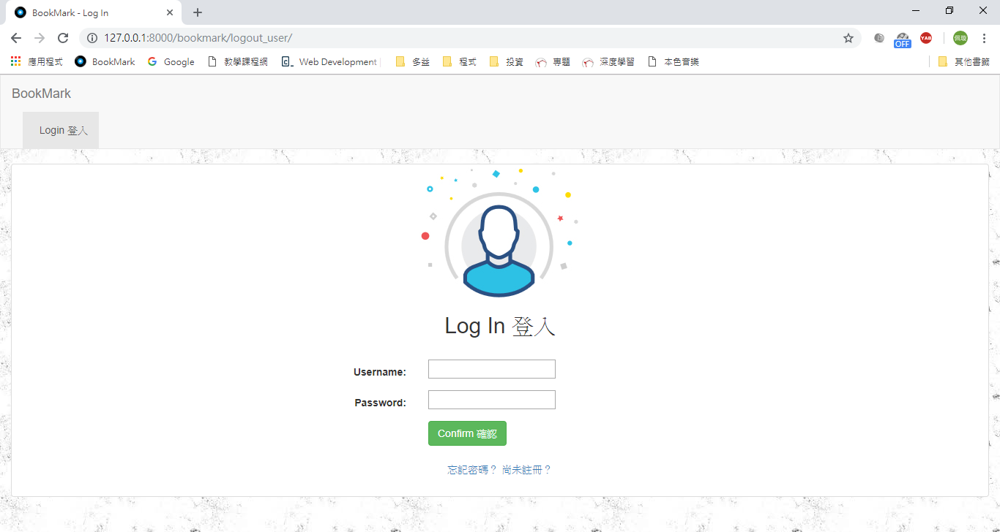 BookMark - Log In
127.0.0.1:8000/bookmark/logout_user/
OFF
YAB
佩璇
應用程式 BookMark Google 教學課程網 Web Development 多益 程式 投資 專題 深度學習 本色音樂 其他書籤
BookMark
Login 登入
Log In 登入
Username:
Password:
Confirm 確認
忘記密碼？ 尚未註冊？